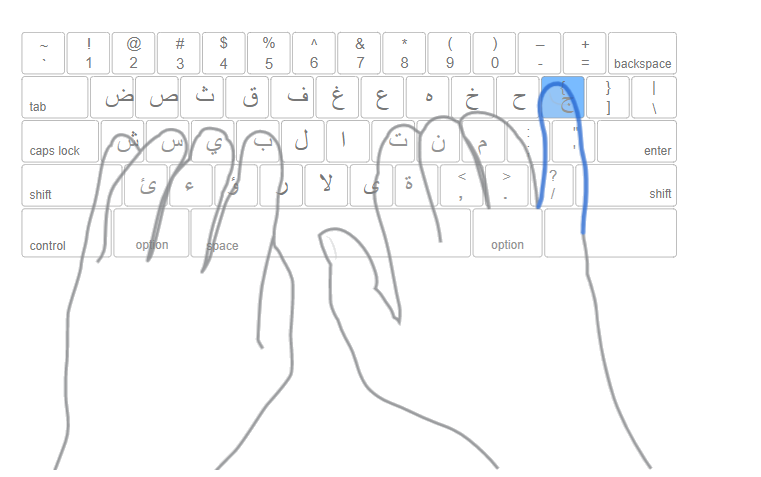 ~ ! @ # $ % ^ & * ( ) – +
` 1 2 3 4 5 6 7 8 9 0 - = backspace
tab ض ص ث ق ف غ ع ه خ ح ج { } ] | \
caps lock ش س ي ب ل ا ت ن م : " ' enter
shift ئ ء ؤ ر لا ى ة < , > . ? / shift
control option space option